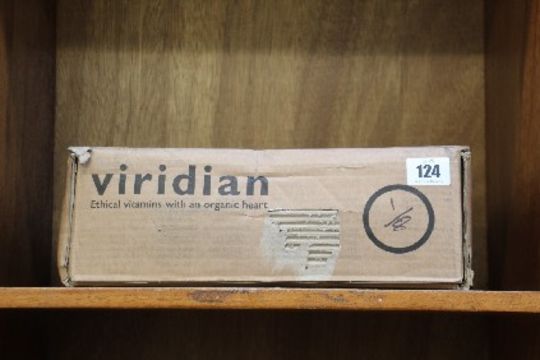 viridian
Ethical vitamins with an organic heart
124